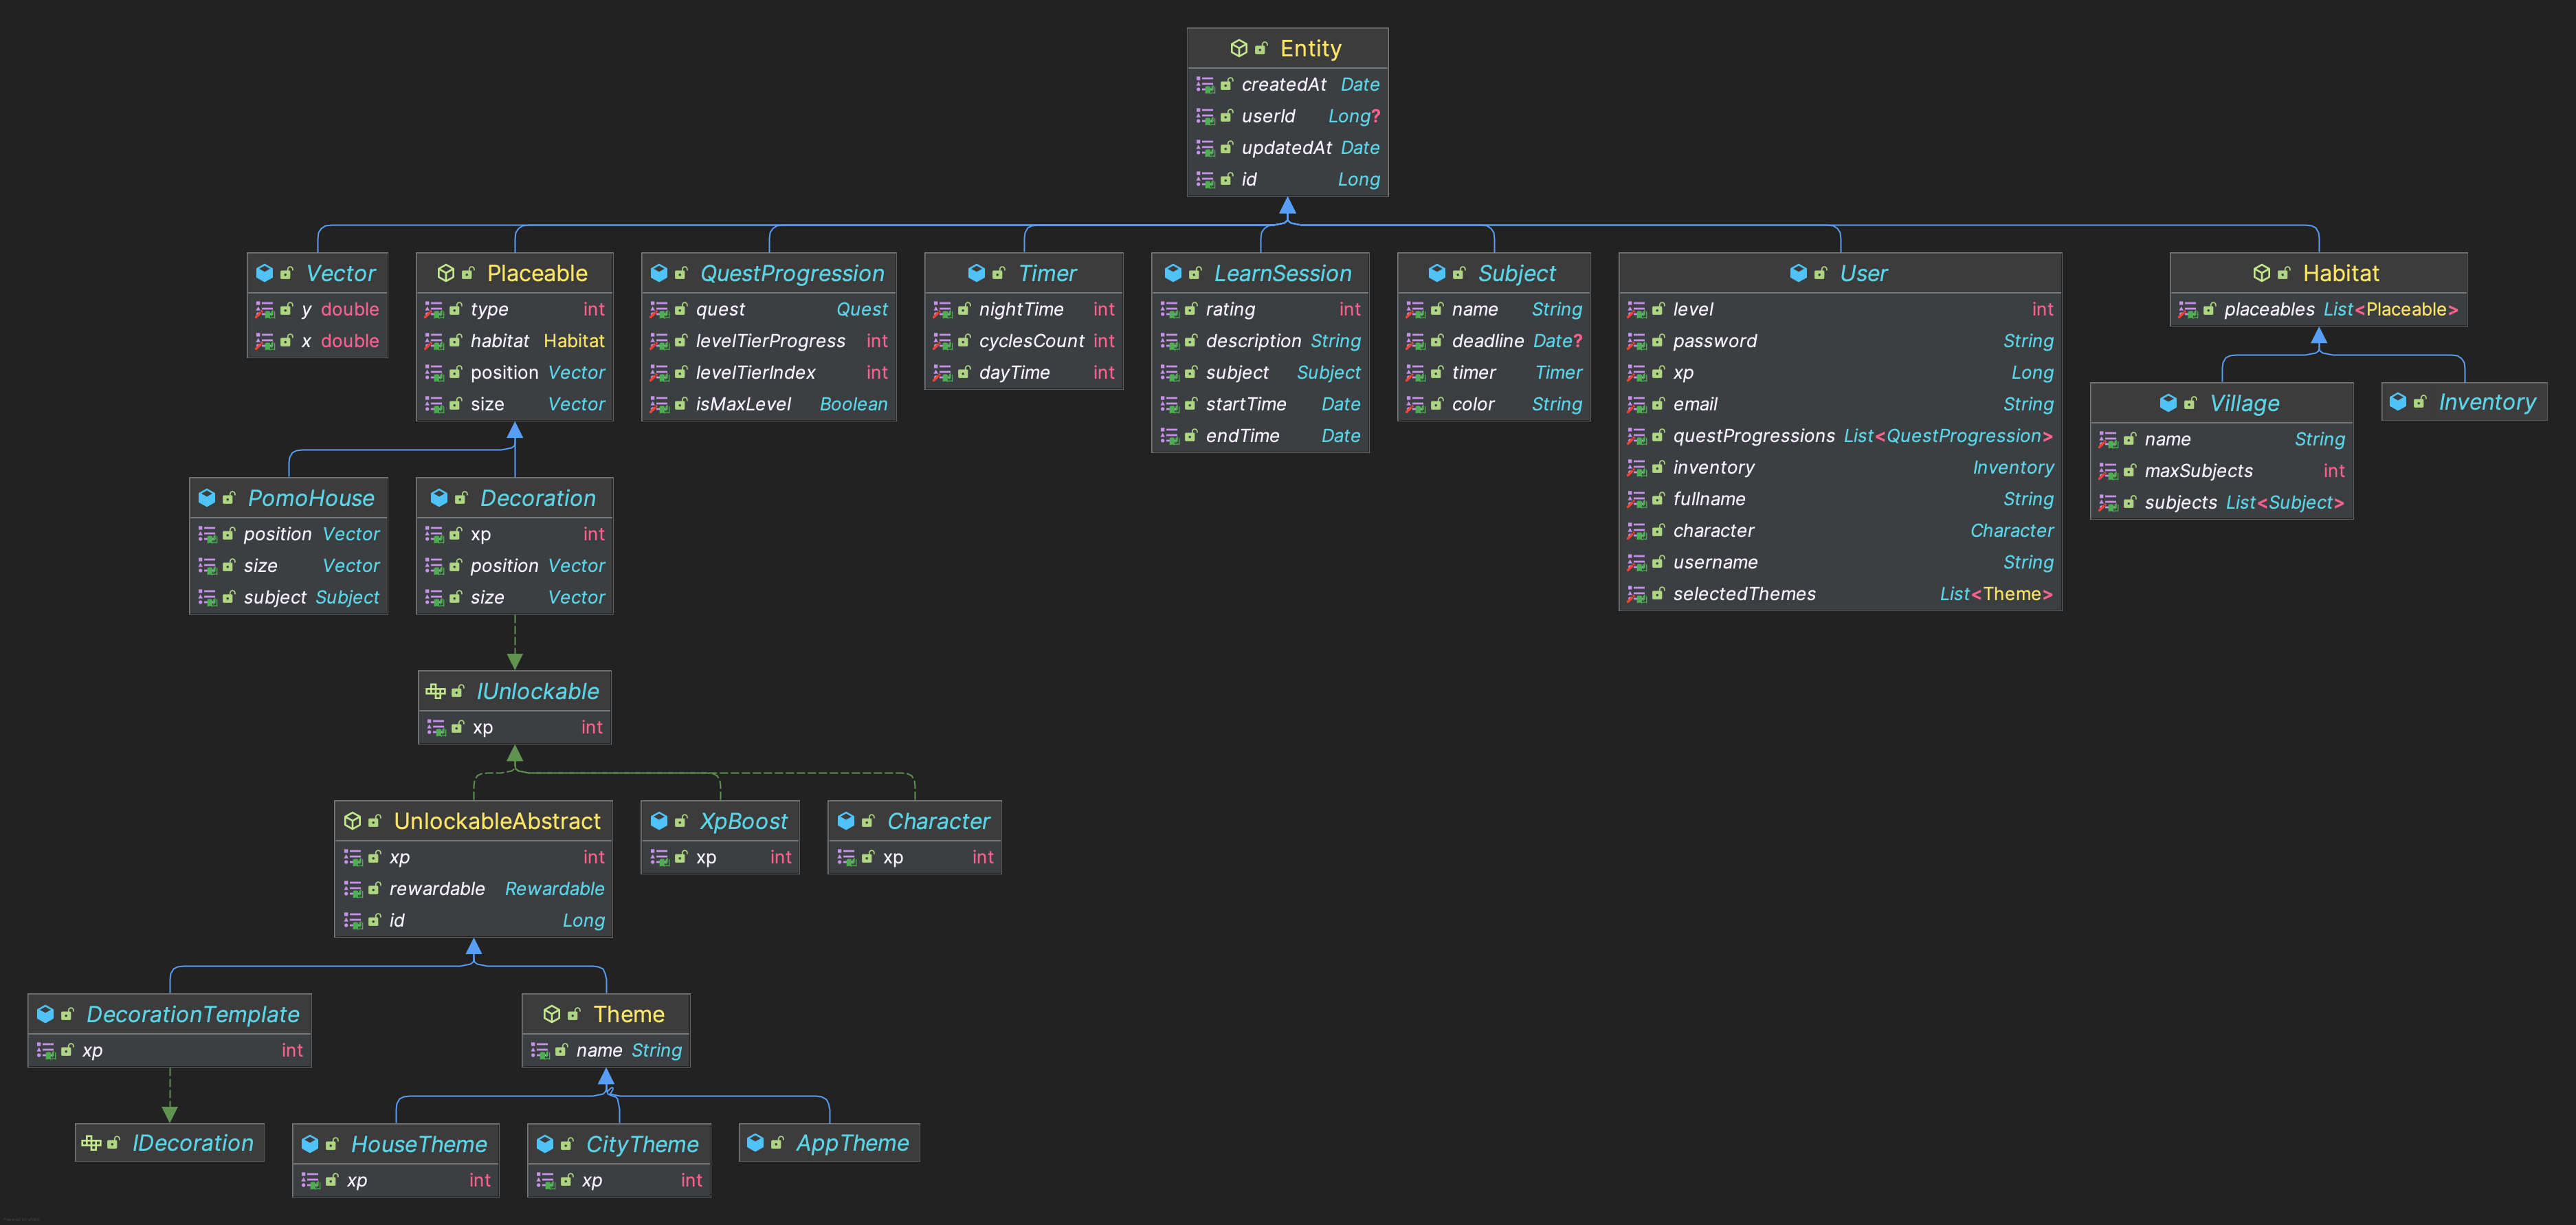 Entity
createdAt Date
userId Long?
updatedAt Date
id Long
Vector
y double
x double
Placeable
type int
habitat Habitat
position Vector
size Vector
QuestProgression
quest Quest
levelTierProgress int
levelTierIndex int
isMaxLevel Boolean
Timer
nightTime int
cyclesCount int
dayTime int
LearnSession
rating int
description String
subject Subject
startTime Date
endTime Date
Subject
name String
deadline Date?
timer Timer
color String
User
level int
password String
xp Long
email String
questProgressions List<QuestProgression>
inventory Inventory
fullname String
character Character
username String
selectedThemes List<Theme>
Habitat
placeables List<Placeable>
Village
name String
maxSubjects int
subjects List<Subject>
Inventory
PomoHouse
position Vector
size Vector
subject Subject
Decoration
xp int
position Vector
size Vector
IUnlockable
xp int
UnlockableAbstract
xp int
rewardable Rewardable
id Long
XpBoost
xp int
Character
xp int
DecorationTemplate
xp int
Theme
name String
IDecoration
HouseTheme
xp int
CityTheme
xp int
AppTheme